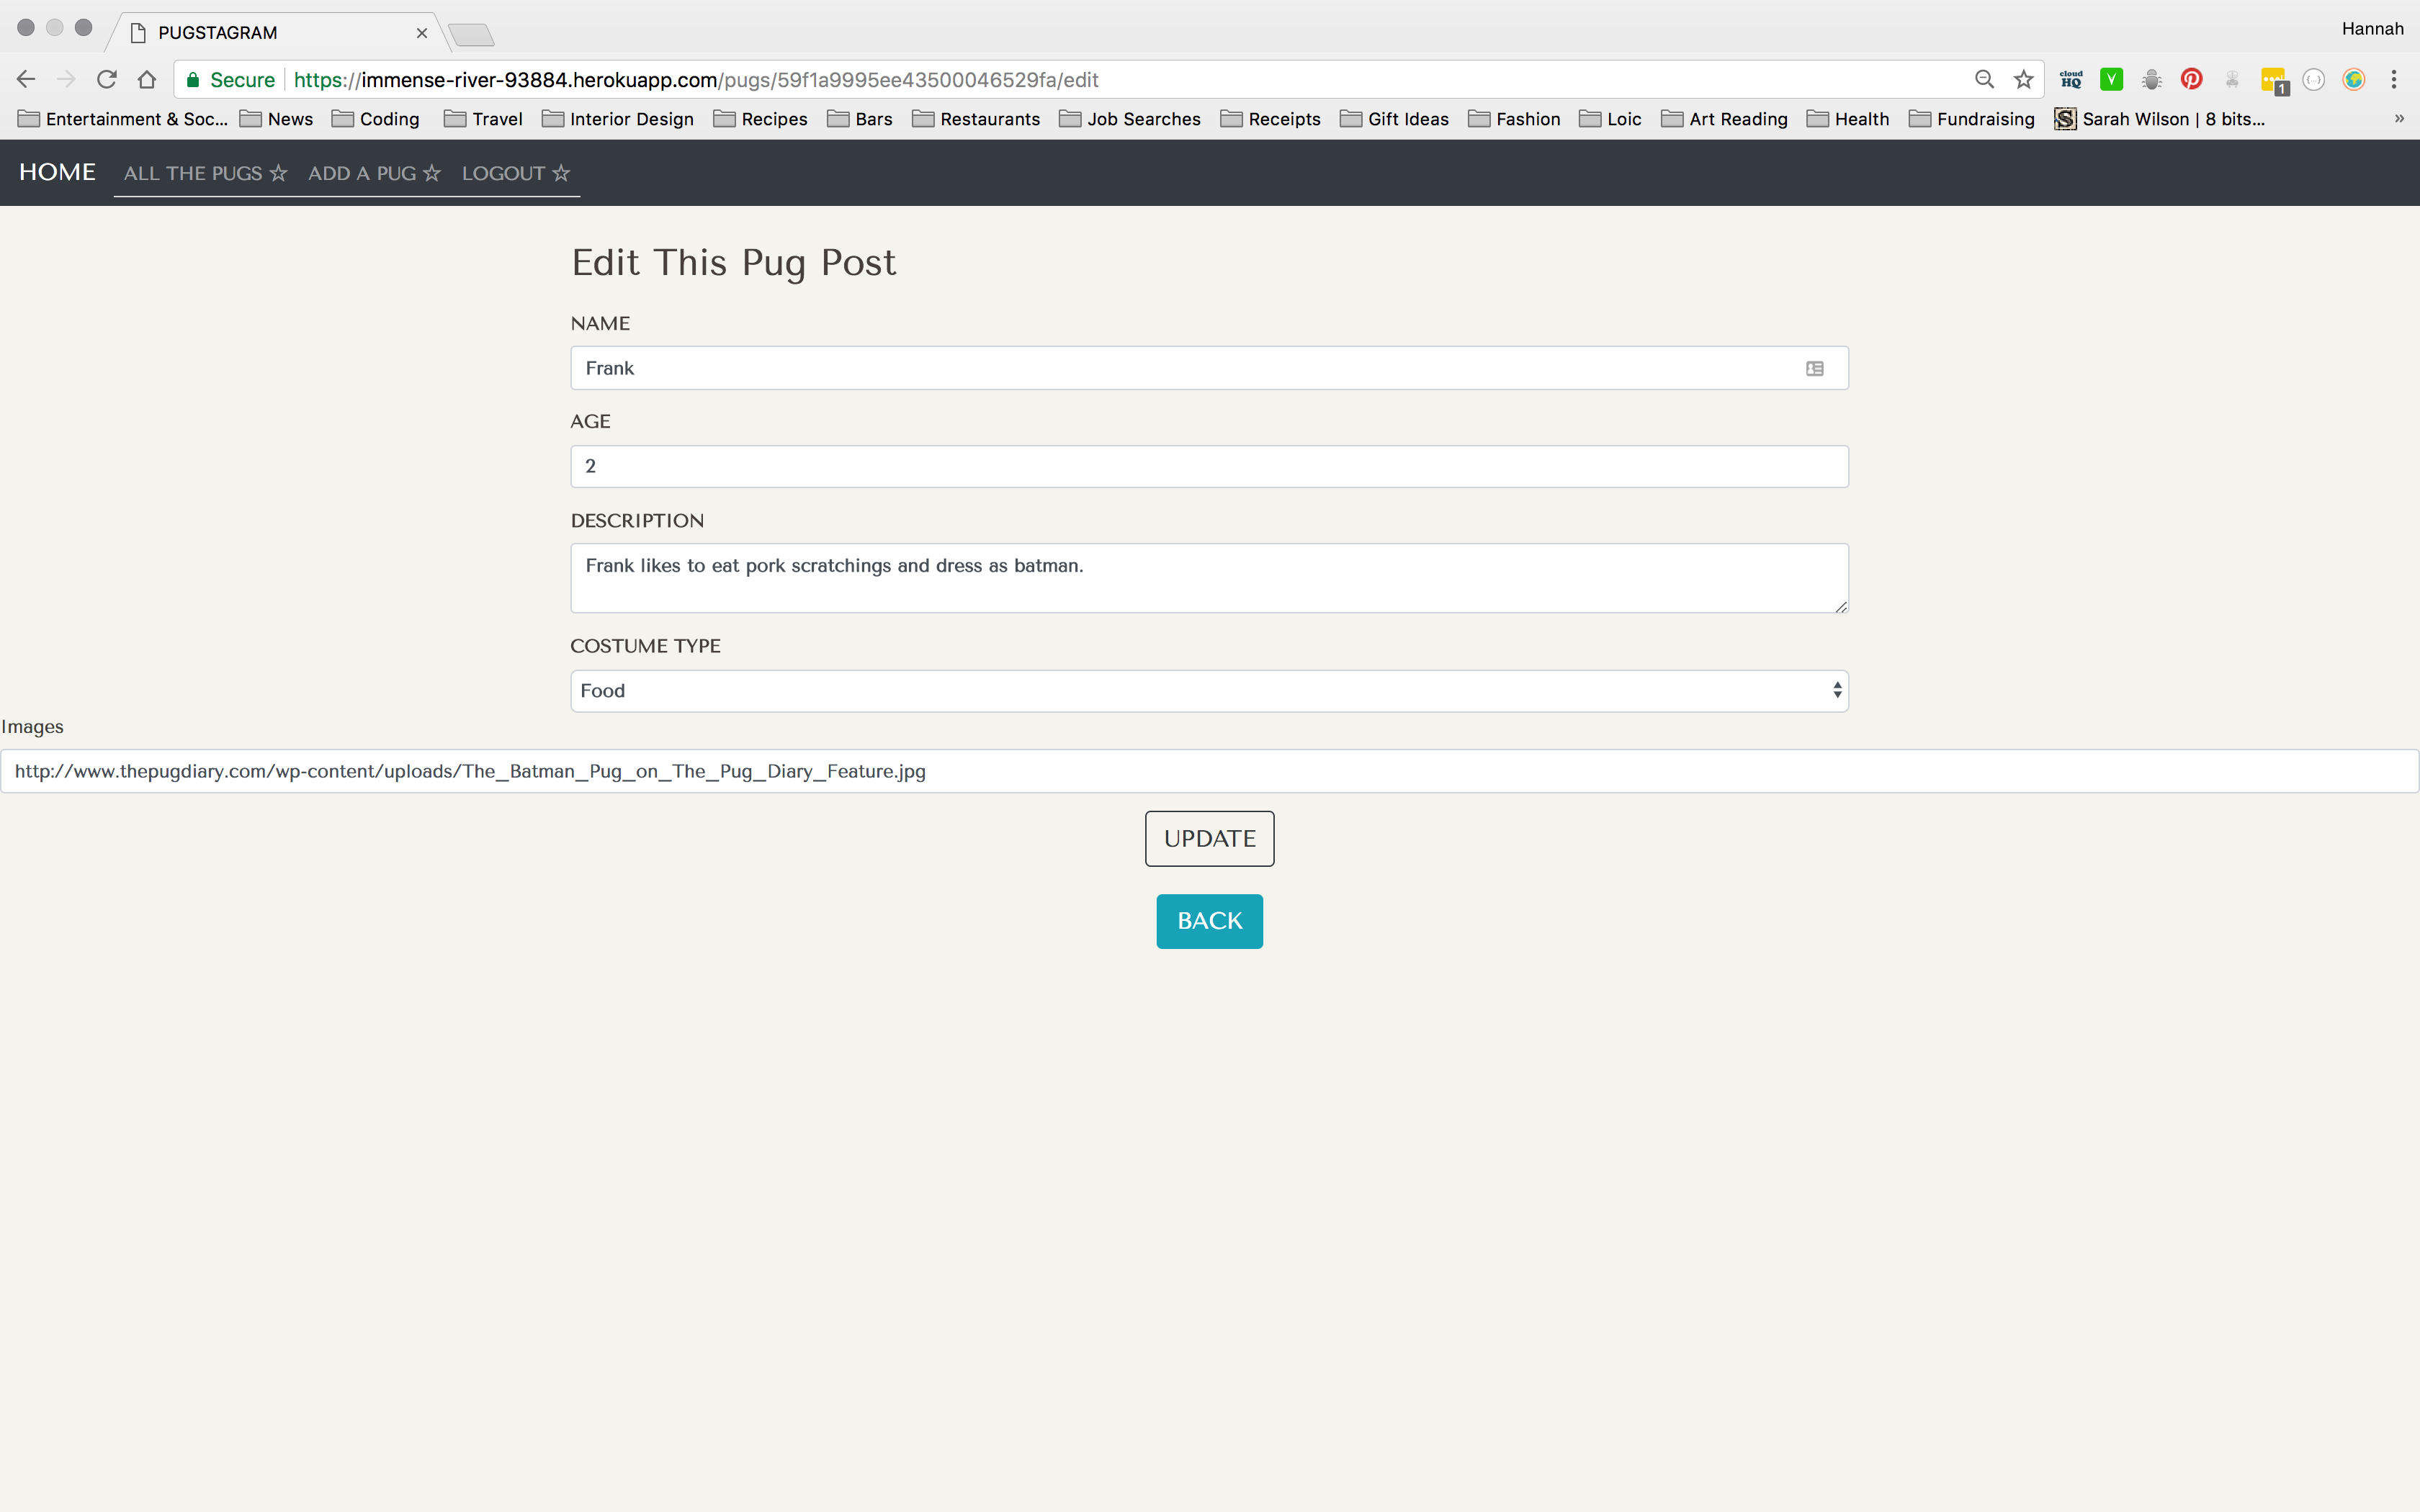 PUGSTAGRAM
Hannah
Secure https://immense-river-93884.herokuapp.com/pugs/59f1a9995ee43500046529fa/edit
cloud HQ
1
Entertainment & Soc... News Coding Travel Interior Design Recipes Bars Restaurants Job Searches Receipts Gift Ideas Fashion Loic Art Reading Health Fundraising Sarah Wilson | 8 bits... »
HOME ALL THE PUGS ☆ ADD A PUG ☆ LOGOUT ☆
Edit This Pug Post
NAME
Frank
AGE
2
DESCRIPTION
Frank likes to eat pork scratchings and dress as batman.
COSTUME TYPE
Food
Images
http://www.thepugdiary.com/wp-content/uploads/The_Batman_Pug_on_The_Pug_Diary_Feature.jpg
UPDATE
BACK